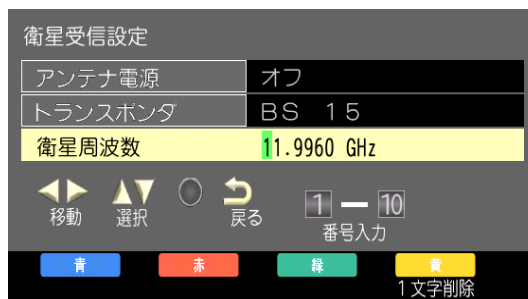 衛星受信設定
アンテナ電源 オフ
トランスポンダ BS 15
衛星周波数 11.9960 GHz
移動 選択 戻る 1 ー 10 番号入力
青 赤 緑 黄
1文字削除